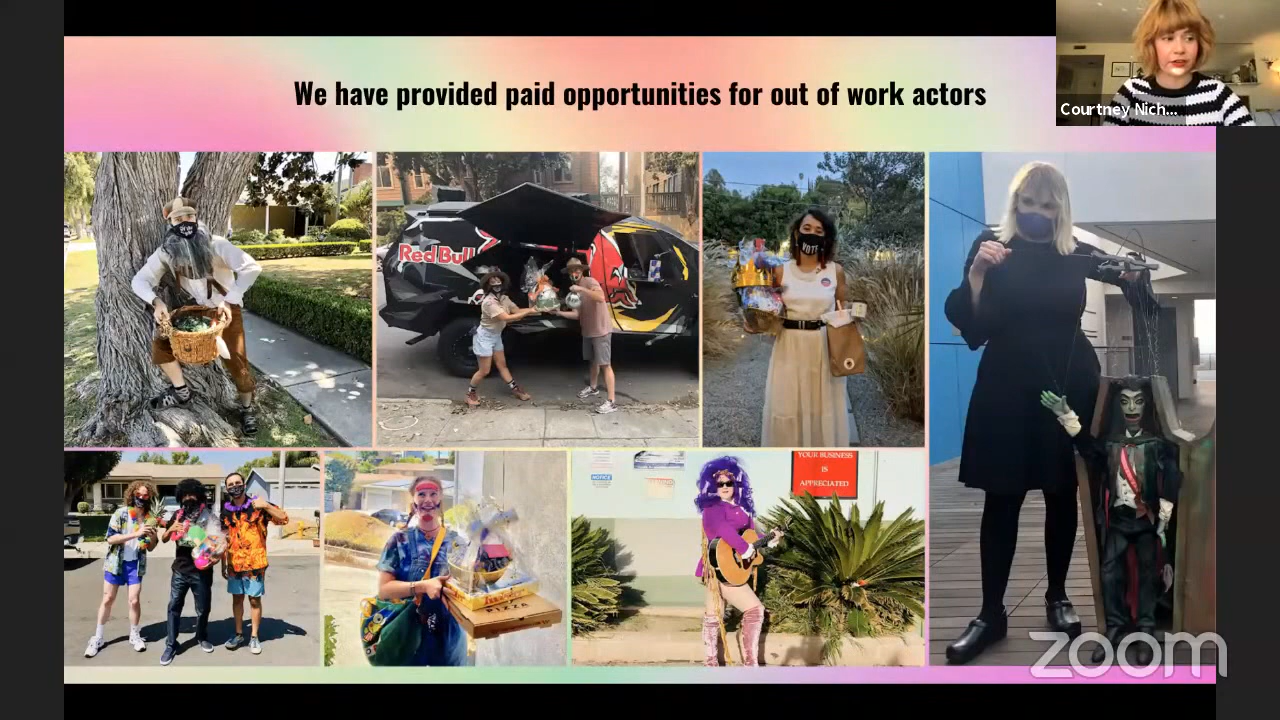 We have provided paid opportunities for out of work actors
Courtney Nich...
Red Bull
VOTE
NOTICE
YOUR BUSINESS
IS
APPRECIATED
PIZZA
zoom